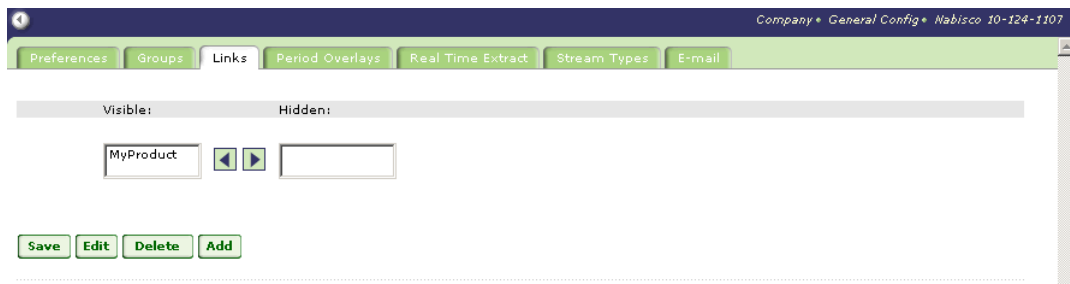 Company • General Config • Nabisco 10-124-1107
Preferences Groups Links Period Overlays Real Time Extract Stream Types E-mail
Visible: Hidden:
MyProduct
Save Edit Delete Add